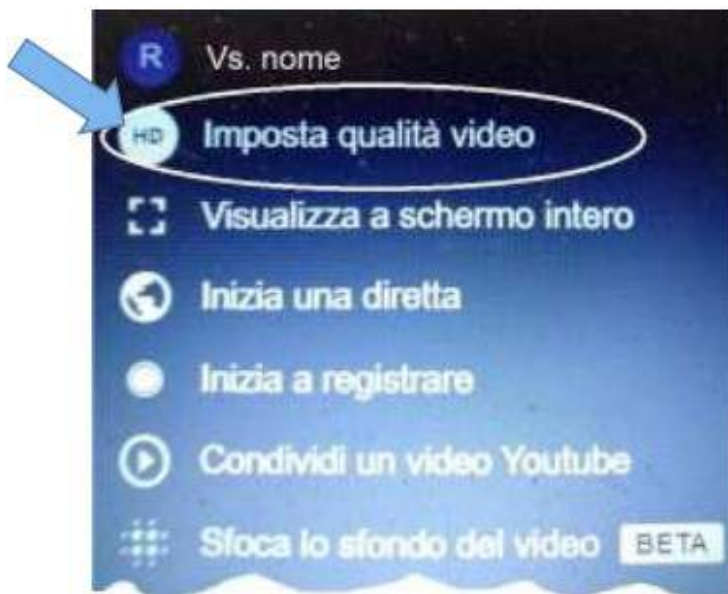 R Vs. nome
HD Imposta qualità video
Visualizza a schermo intero
Inizia una diretta
Inizia a registrare
Condividi un video Youtube
Sfoca lo sfondo del video BETA